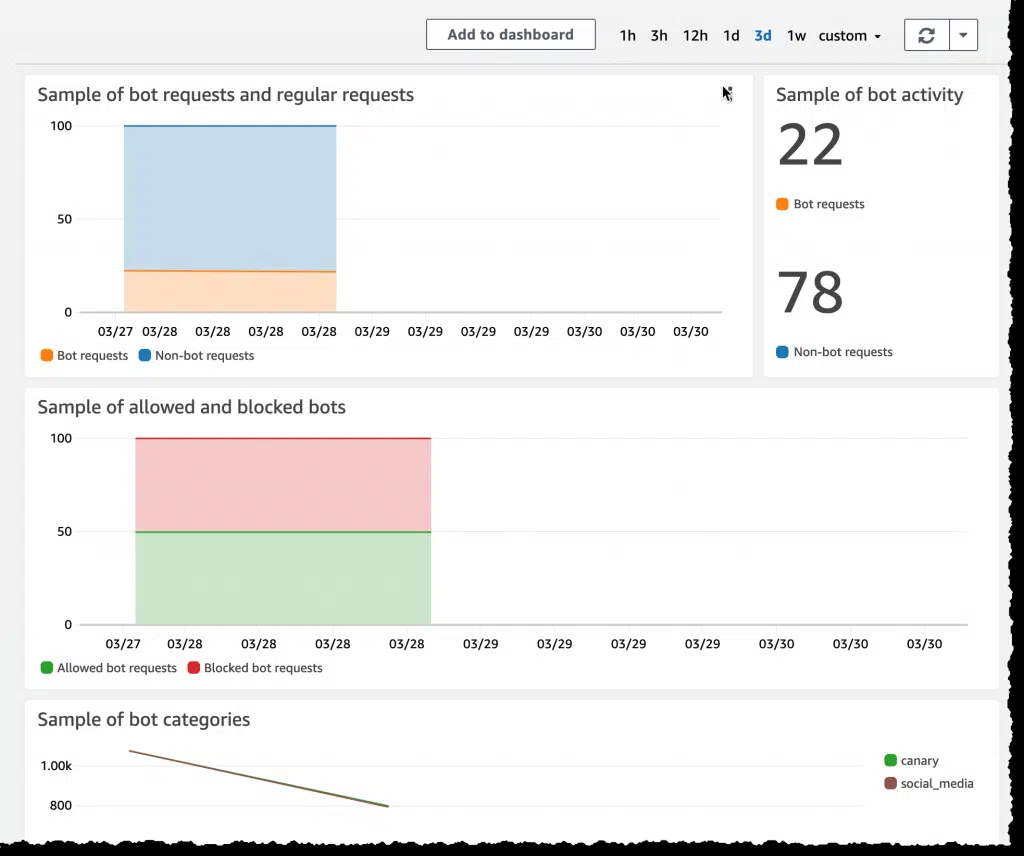 Add to dashboard 1h 3h 12h 1d 3d 1w custom
Sample of bot requests and regular requests
100
50
0
03/27 03/28 03/28 03/28 03/28 03/29 03/29 03/29 03/29 03/30 03/30 03/30
Bot requests Non-bot requests
Sample of bot activity
22
Bot requests
78
Non-bot requests
Sample of allowed and blocked bots
100
50
0
03/27 03/28 03/28 03/28 03/28 03/29 03/29 03/29 03/29 03/30 03/30 03/30
Allowed bot requests Blocked bot requests
Sample of bot categories
1.00k
800
canary
social_media